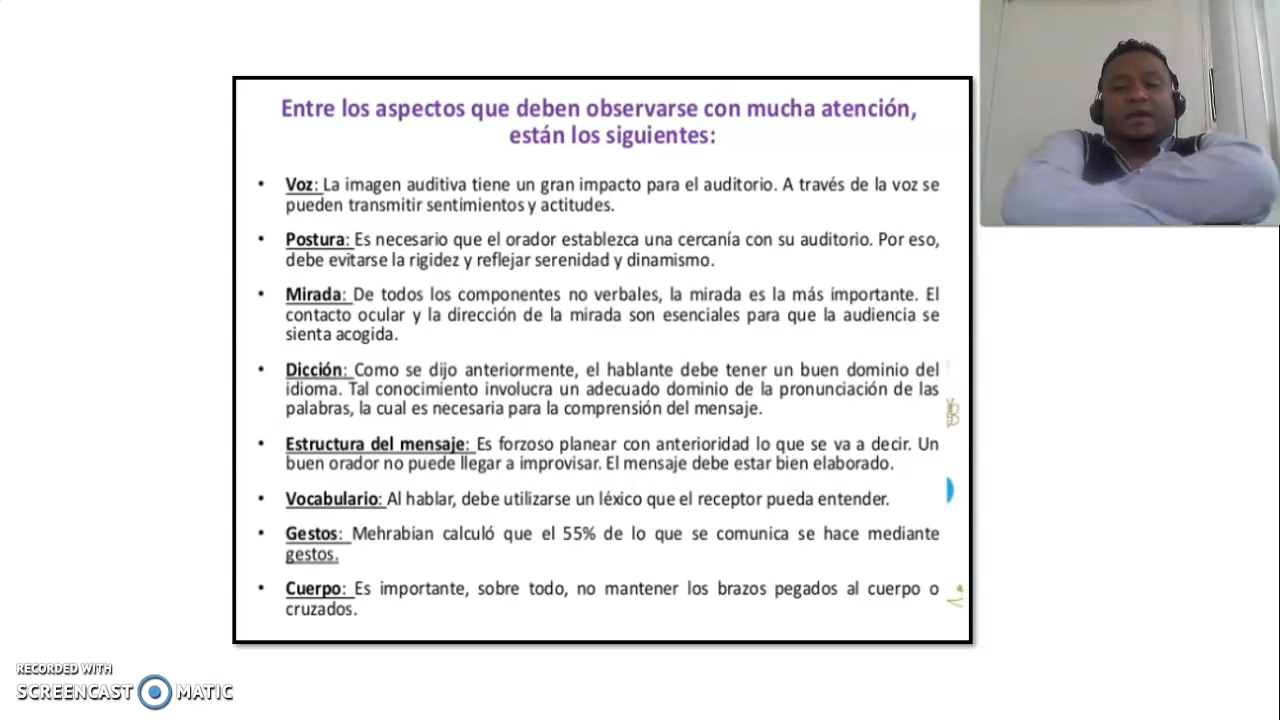 Entre los aspectos que deben observarse con mucha atención,
están los siguientes:
• Voz: La imagen auditiva tiene un gran impacto para el auditorio. A través de la voz se
pueden transmitir sentimientos y actitudes.
• Postura: Es necesario que el orador establezca una cercanía con su auditorio. Por eso,
debe evitarse la rigidez y reflejar serenidad y dinamismo.
• Mirada: De todos los componentes no verbales, la mirada es la más importante. El
contacto ocular y la dirección de la mirada son esenciales para que la audiencia se
sienta acogida.
• Dicción: Como se dijo anteriormente, el hablante debe tener un buen dominio del
idioma. Tal conocimiento involucra un adecuado dominio de la pronunciación de las
palabras, la cual es necesaria para la comprensión del mensaje.
• Estructura del mensaje: Es forzoso planear con anterioridad lo que se va a decir. Un
buen orador no puede llegar a improvisar. El mensaje debe estar bien elaborado.
• Vocabulario: Al hablar, debe utilizarse un léxico que el receptor pueda entender.
• Gestos: Mehrabian calculó que el 55% de lo que se comunica se hace mediante
gestos.
• Cuerpo: Es importante, sobre todo, no mantener los brazos pegados al cuerpo o
cruzados.
RECORDED WITH
SCREENCAST MATIC